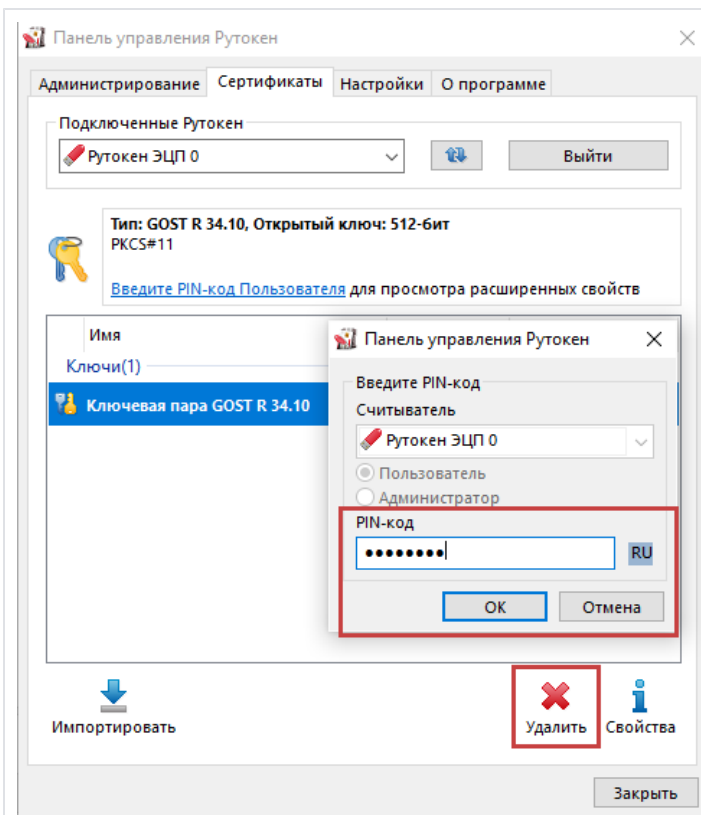 Панель управления Рутокен
Администрирование Сертификаты Настройки О программе
Подключенные Рутокен
Рутокен ЭЦП 0
Выйти
Тип: GOST R 34.10, Открытый ключ: 512-бит
PKCS#11
Введите PIN-код Пользователя для просмотра расширенных свойств
Имя
Ключи(1)
Ключевая пара GOST R 34.10
Панель управления Рутокен
Введите PIN-код
Считыватель
Рутокен ЭЦП 0
Пользователь
Администратор
PIN-код
••••••••
RU
ОК Отмена
Импортировать Удалить Свойства
Закрыть